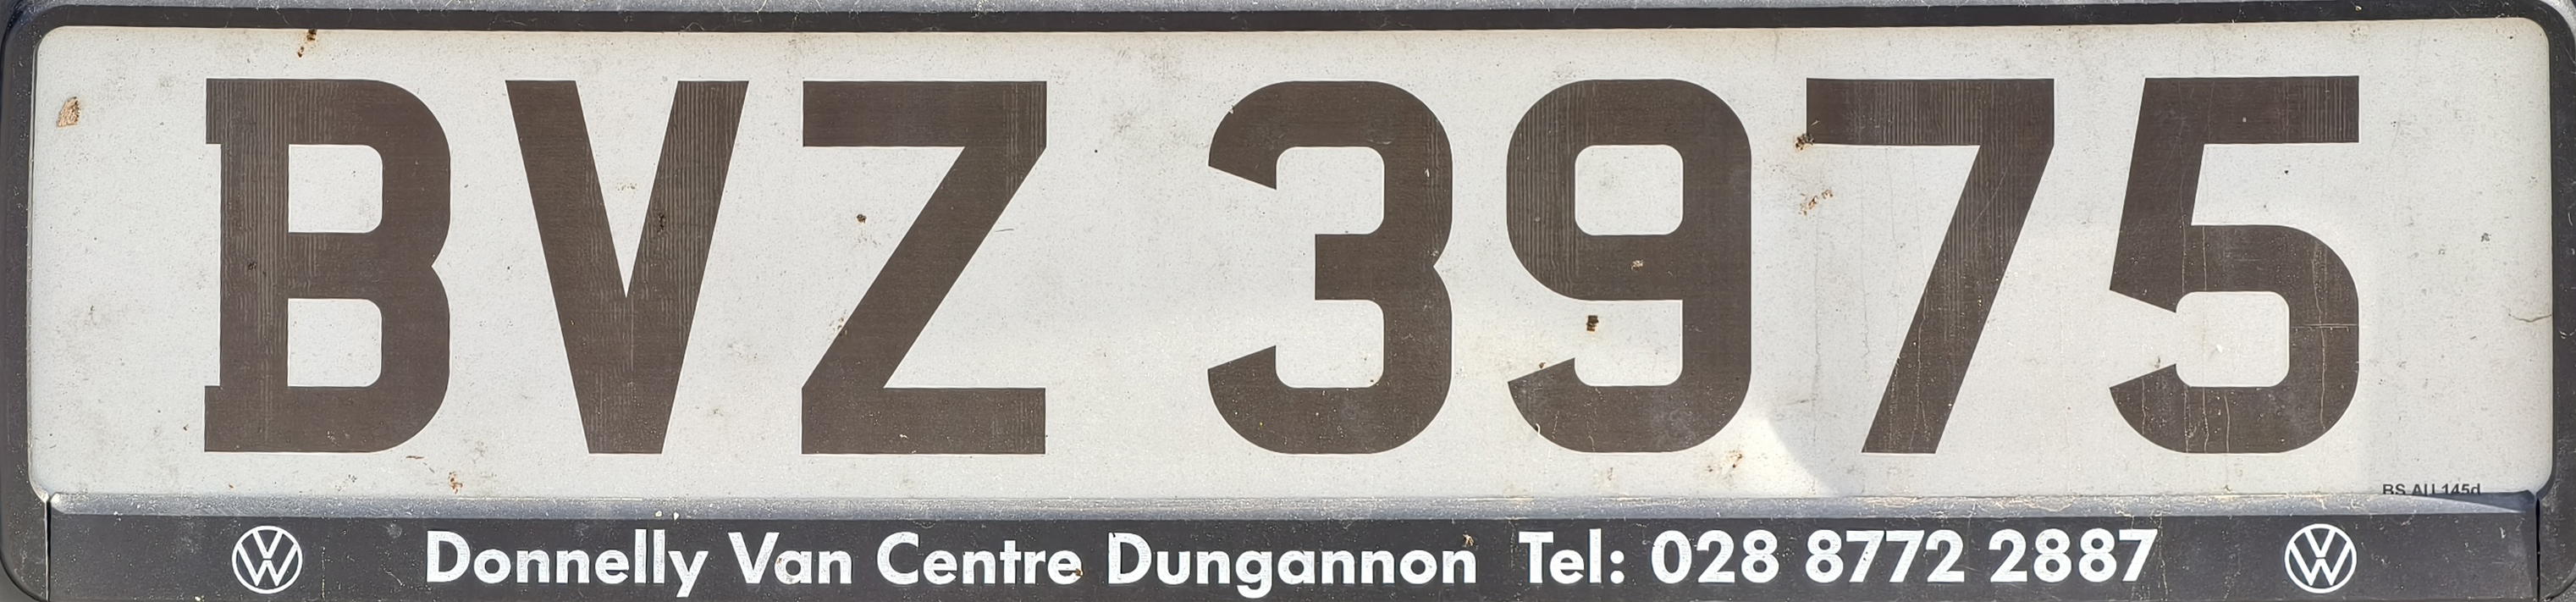 BVZ 3975
BS AU 145d
Donnelly Van Centre Dungannon Tel: 028 8772 2887